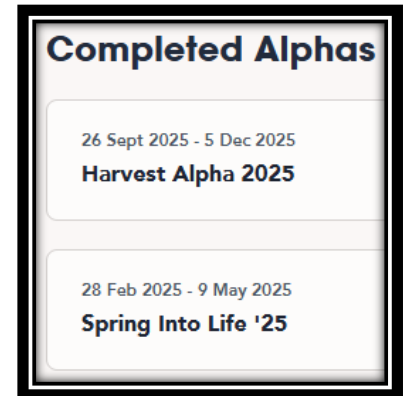 Completed Alphas
26 Sept 2025 - 5 Dec 2025
Harvest Alpha 2025
28 Feb 2025 - 9 May 2025
Spring Into Life '25